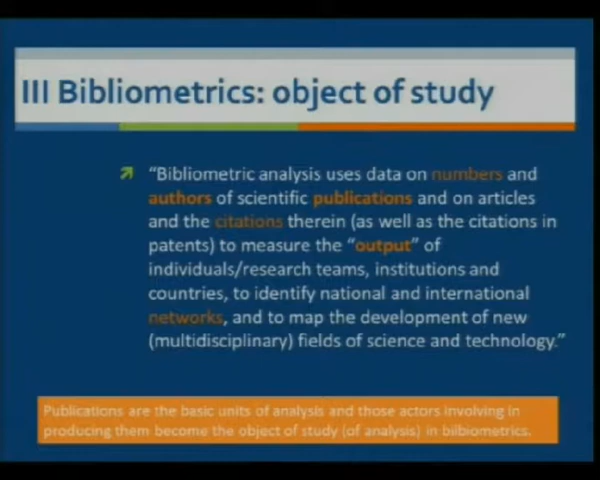 III Bibliometrics: object of study
“Bibliometric analysis uses data on numbers and
authors of scientific publications and on articles
and the citations therein (as well as the citations in
patents) to measure the “output” of
individuals/research teams, institutions and
countries, to identify national and international
networks, and to map the development of new
(multidisciplinary) fields of science and technology.”
Publications are the basic units of analysis and those actors involving in
producing them become the object of study (of analysis) in bilbiometrics.